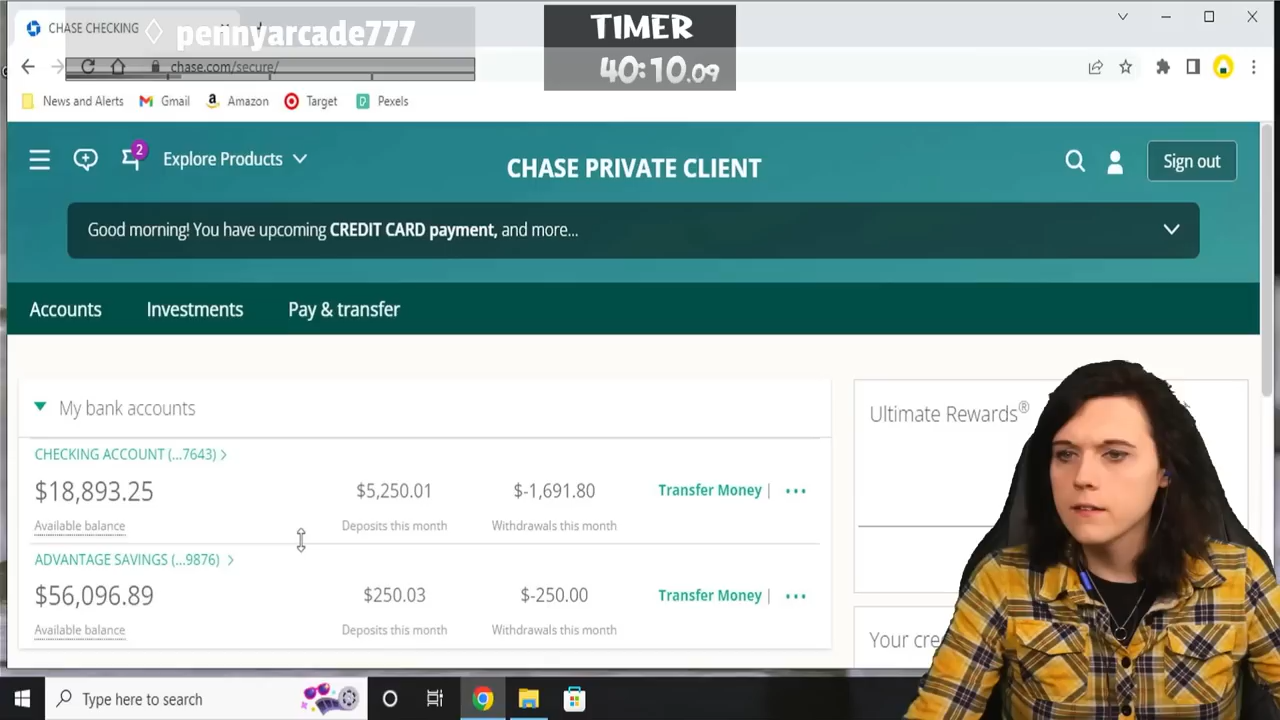 CHASE CHECKING
pennyarcade777
TIMER
40:10.09
chase.com/secure/
News and Alerts
Gmail
Amazon
Target
Pexels
2
Explore Products
CHASE PRIVATE CLIENT
Sign out
Good morning! You have upcoming CREDIT CARD payment, and more...
Accounts
Investments
Pay & transfer
My bank accounts
Ultimate Rewards®
CHECKING ACCOUNT (...7643) >
$18,893.25
$5,250.01
$-1,691.80
Transfer Money |
Available balance
Deposits this month
Withdrawals this month
ADVANTAGE SAVINGS (...9876) >
$56,096.89
$250.03
$-250.00
Transfer Money |
Available balance
Deposits this month
Withdrawals this month
Your cre
Type here to search